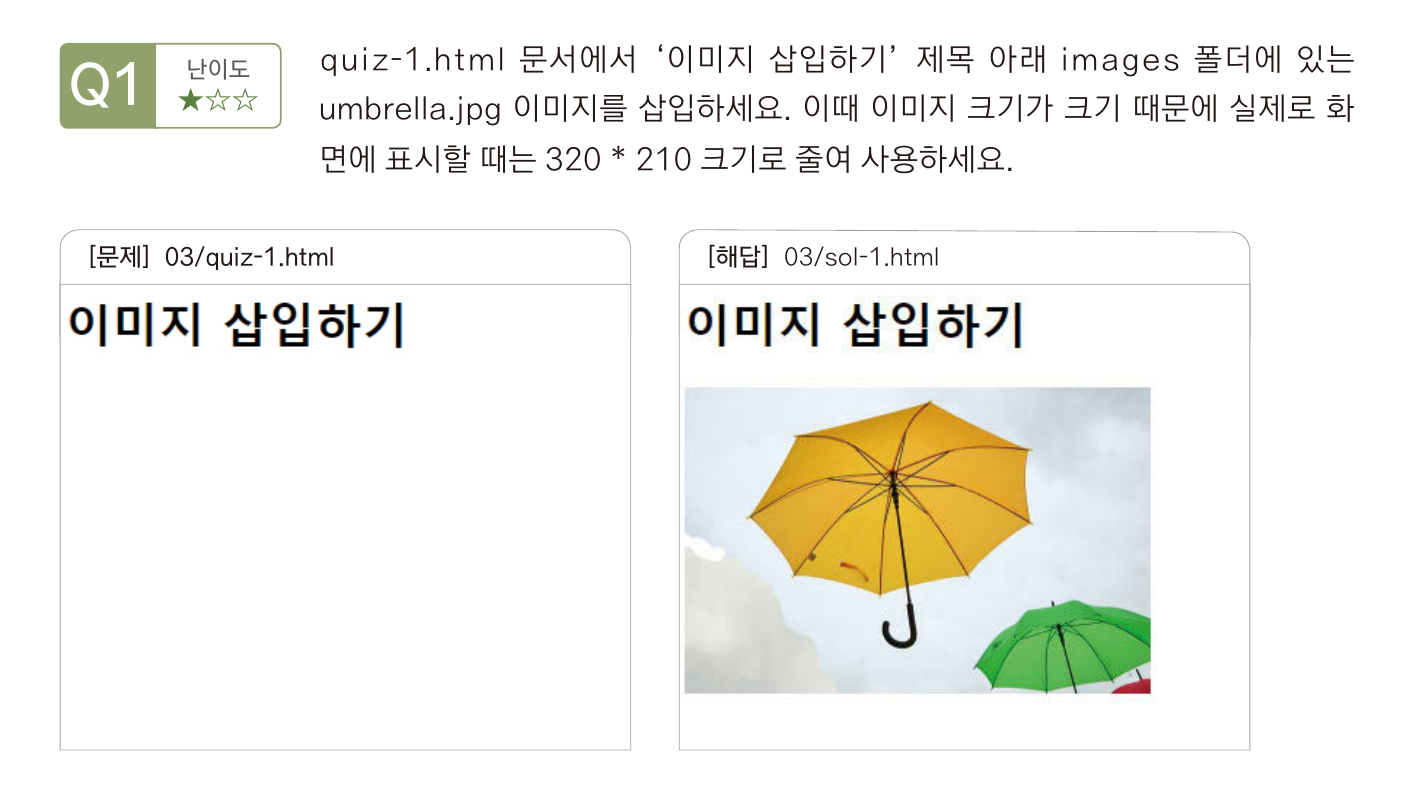 Q1
난이도
★☆☆
quiz-1.html 문서에서 ‘이미지 삽입하기’ 제목 아래 images 폴더에 있는
umbrella.jpg 이미지를 삽입하세요. 이때 이미지 크기가 크기 때문에 실제로 화
면에 표시할 때는 320 * 210 크기로 줄여 사용하세요.
[문제] 03/quiz-1.html
이미지 삽입하기
[해답] 03/sol-1.html
이미지 삽입하기